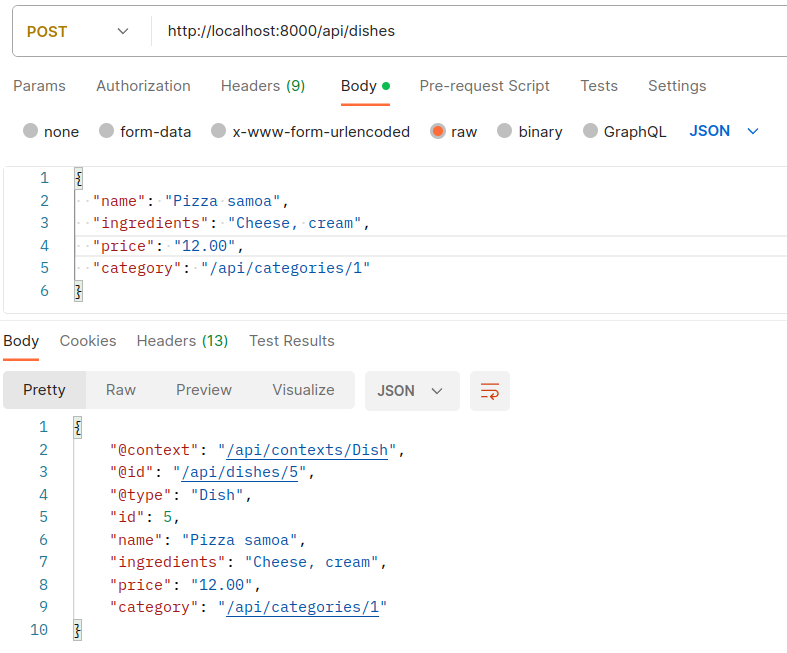 POST http://localhost:8000/api/dishes
Params Authorization Headers (9) Body Pre-request Script Tests Settings
none form-data x-www-form-urlencoded raw binary GraphQL JSON
1 {
2 "name": "Pizza samoa",
3 "ingredients": "Cheese, cream",
4 "price": "12.00",
5 "category": "/api/categories/1"
6 }
Body Cookies Headers (13) Test Results
Pretty Raw Preview Visualize JSON
1 {
2 "@context": "/api/contexts/Dish",
3 "@id": "/api/dishes/5",
4 "@type": "Dish",
5 "id": 5,
6 "name": "Pizza samoa",
7 "ingredients": "Cheese, cream",
8 "price": "12.00",
9 "category": "/api/categories/1"
10 }